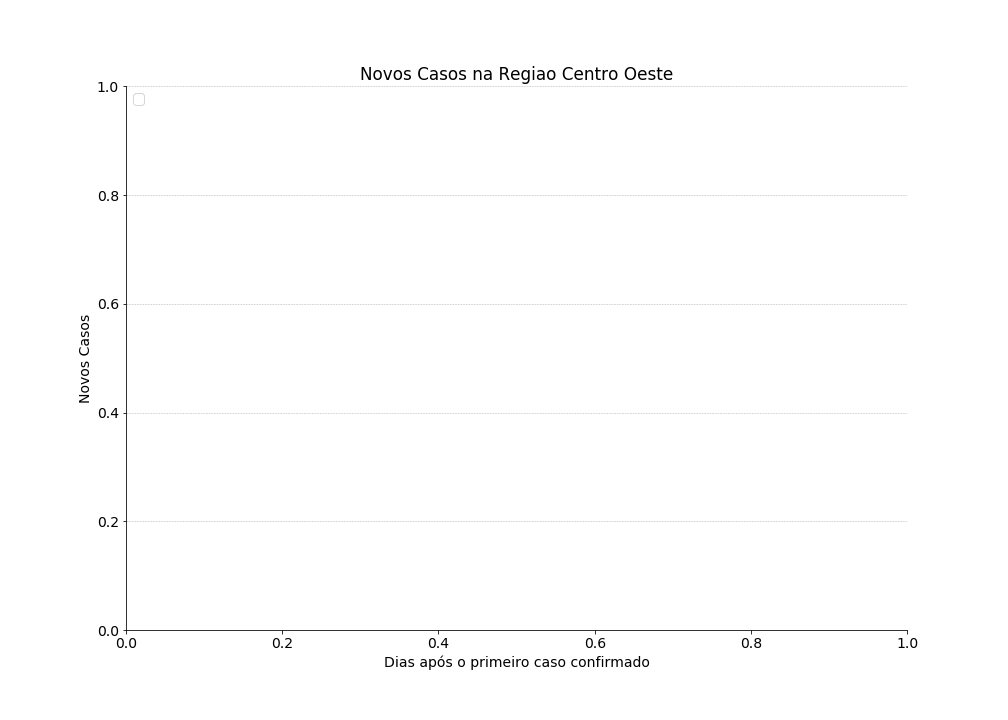 Novos Casos na Regiao Centro Oeste
1.0
0.8
0.6
0.4
0.2
0.0
Novos Casos
0.0 0.2 0.4 0.6 0.8 1.0
Dias após o primeiro caso confirmado